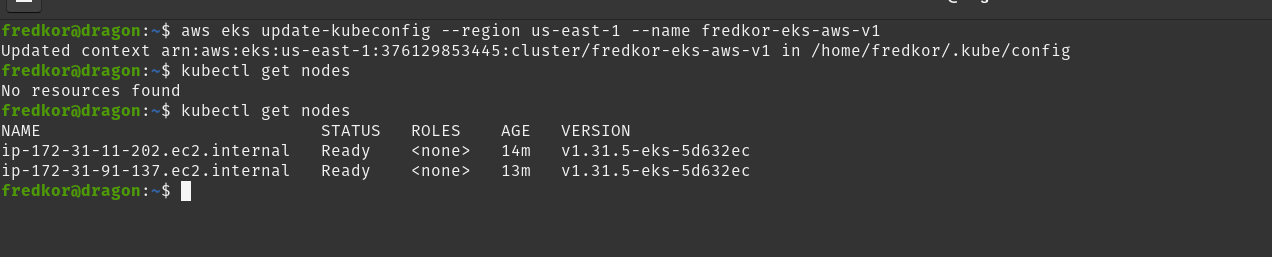 fredkor@dragon:~$ aws eks update-kubeconfig --region us-east-1 --name fredkor-eks-aws-v1
Updated context arn:aws:eks:us-east-1:376129853445:cluster/fredkor-eks-aws-v1 in /home/fredkor/.kube/config
fredkor@dragon:~$ kubectl get nodes
No resources found
fredkor@dragon:~$ kubectl get nodes
NAME                            STATUS   ROLES    AGE   VERSION
ip-172-31-11-202.ec2.internal   Ready    <none>   14m   v1.31.5-eks-5d632ec
ip-172-31-91-137.ec2.internal   Ready    <none>   13m   v1.31.5-eks-5d632ec
fredkor@dragon:~$